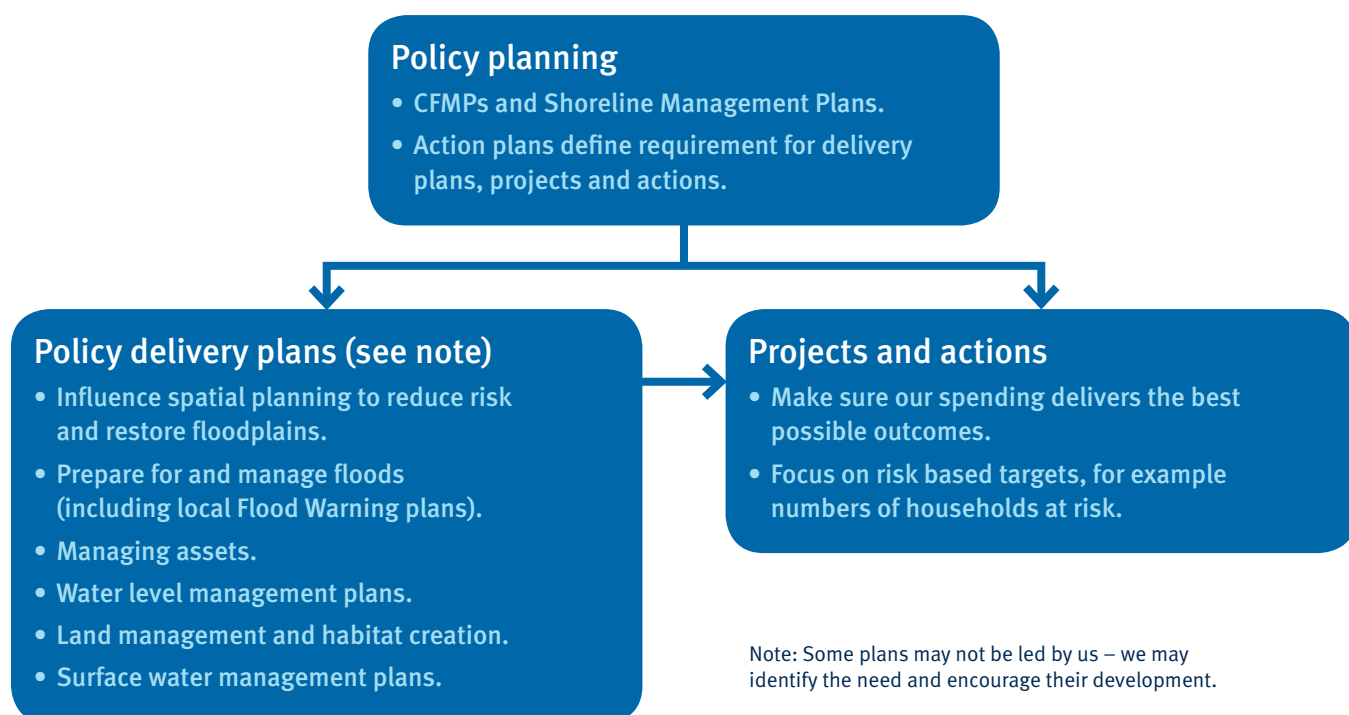 Policy planning
• CFMPs and Shoreline Management Plans.
• Action plans define requirement for delivery
plans, projects and actions.
Policy delivery plans (see note)
• Influence spatial planning to reduce risk
and restore floodplains.
• Prepare for and manage floods
(including local Flood Warning plans).
• Managing assets.
• Water level management plans.
• Land management and habitat creation.
• Surface water management plans.
Projects and actions
• Make sure our spending delivers the best
possible outcomes.
• Focus on risk based targets, for example
numbers of households at risk.
Note: Some plans may not be led by us – we may
identify the need and encourage their development.